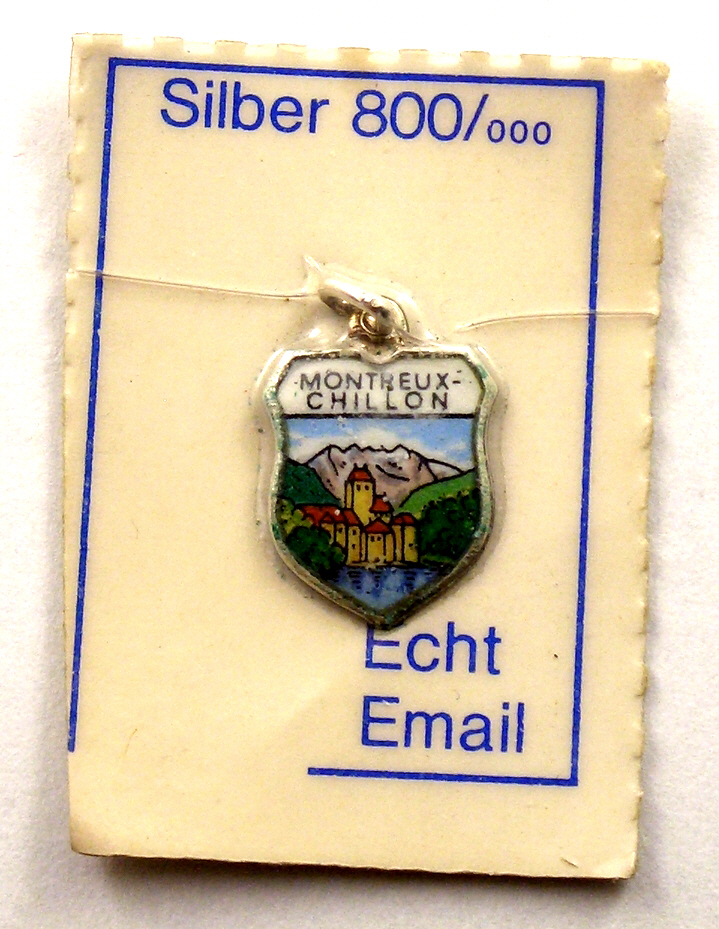 Silber 800/000
MONTREUX-
CHILLON
Echt
Email